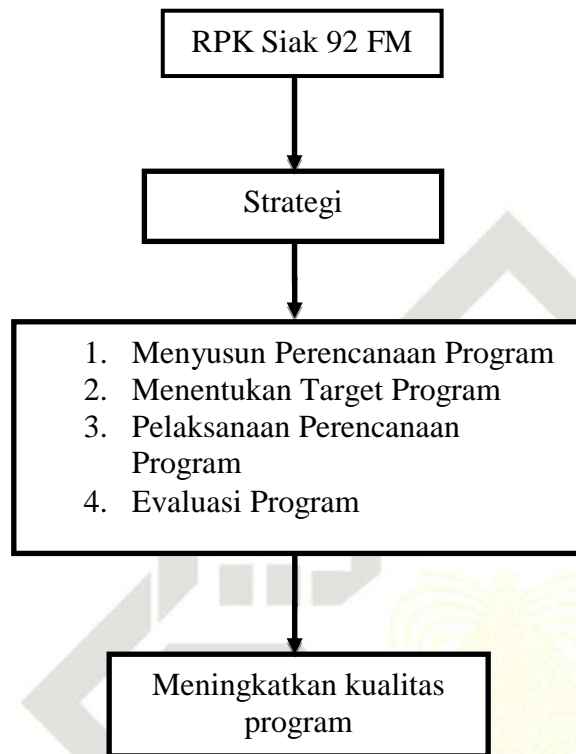 RPK Siak 92 FM
Strategi
1. Menyusun Perencanaan Program
2. Menentukan Target Program
3. Pelaksanaan Perencanaan
Program
4. Evaluasi Program
Meningkatkan kualitas
program